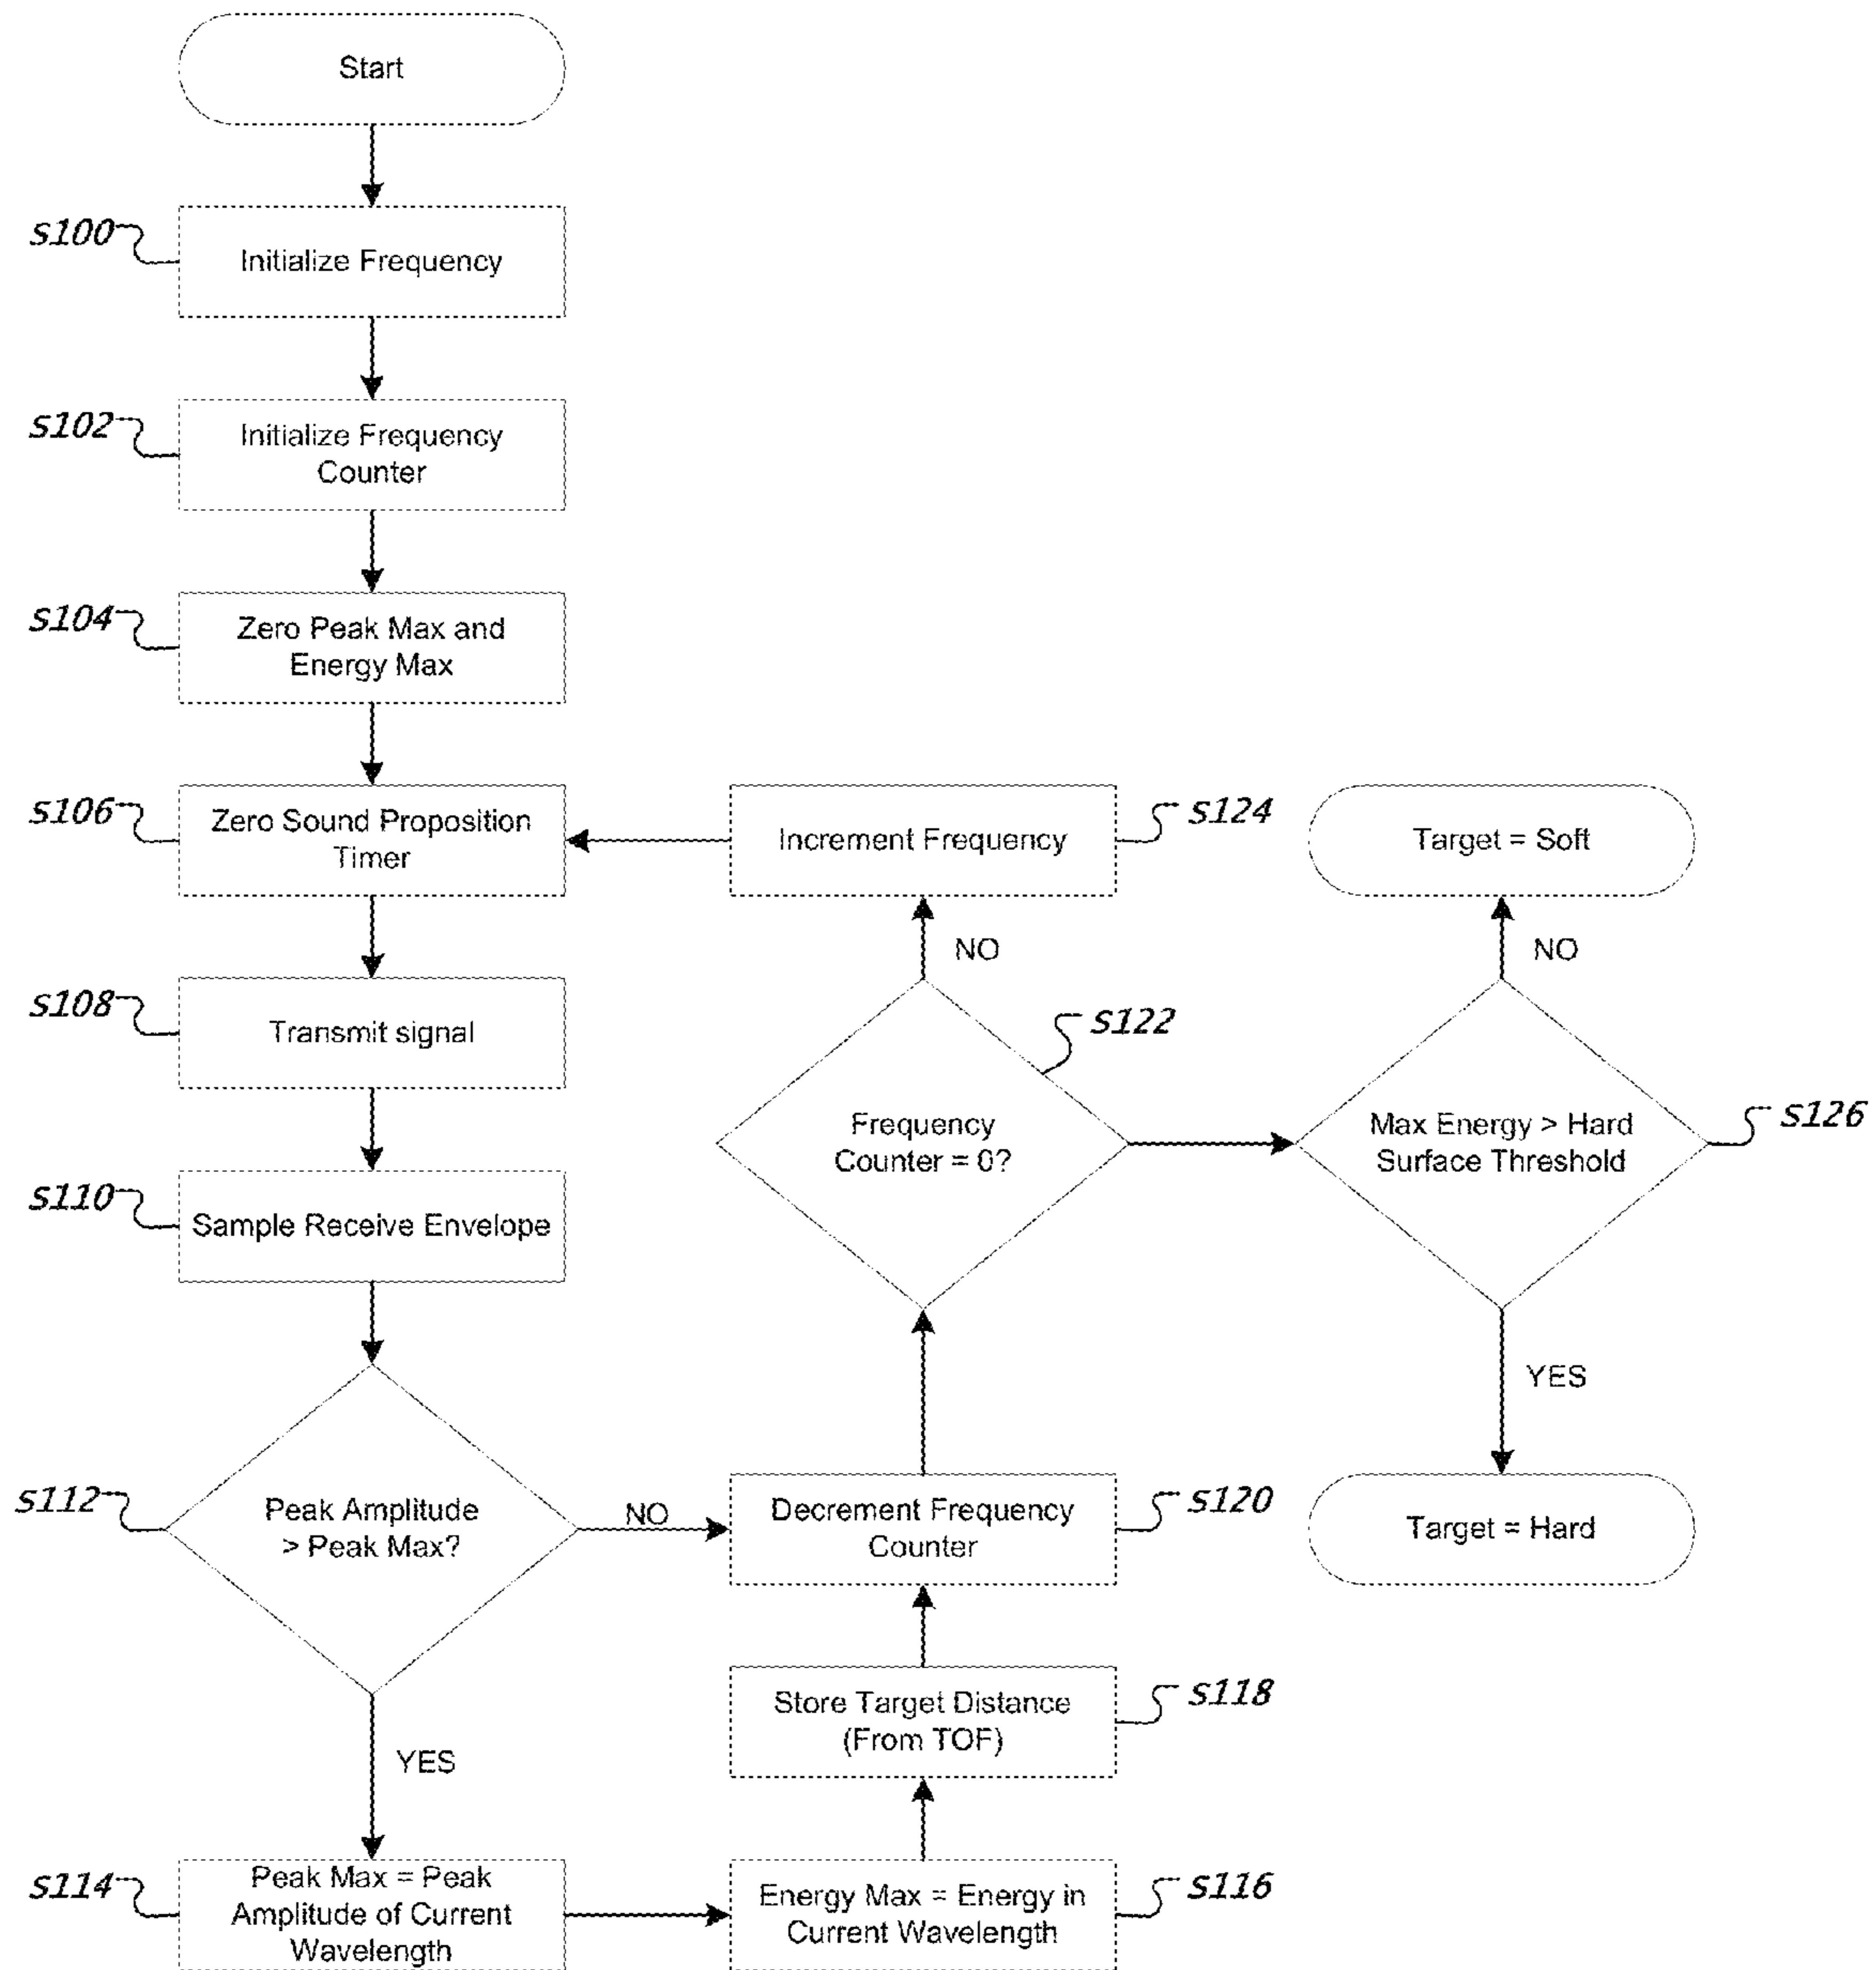 Start
S100
Initialize Frequency
S102
Initialize Frequency
Counter
S104
Zero Peak Max and
Energy Max
S106
Zero Sound Proposition
Timer
Increment Frequency
S124
Target = Soft
NO
NO
S108
Transmit signal
S122
Frequency
Counter = 0?
Max Energy > Hard
Surface Threshold
S126
S110
Sample Receive Envelope
YES
S112
Peak Amplitude
> Peak Max?
NO
Decrement Frequency
Counter
S120
Target = Hard
Store Target Distance
(From TOF)
S118
YES
S114
Peak Max = Peak
Amplitude of Current
Wavelength
Energy Max = Energy in
Current Wavelength
S116